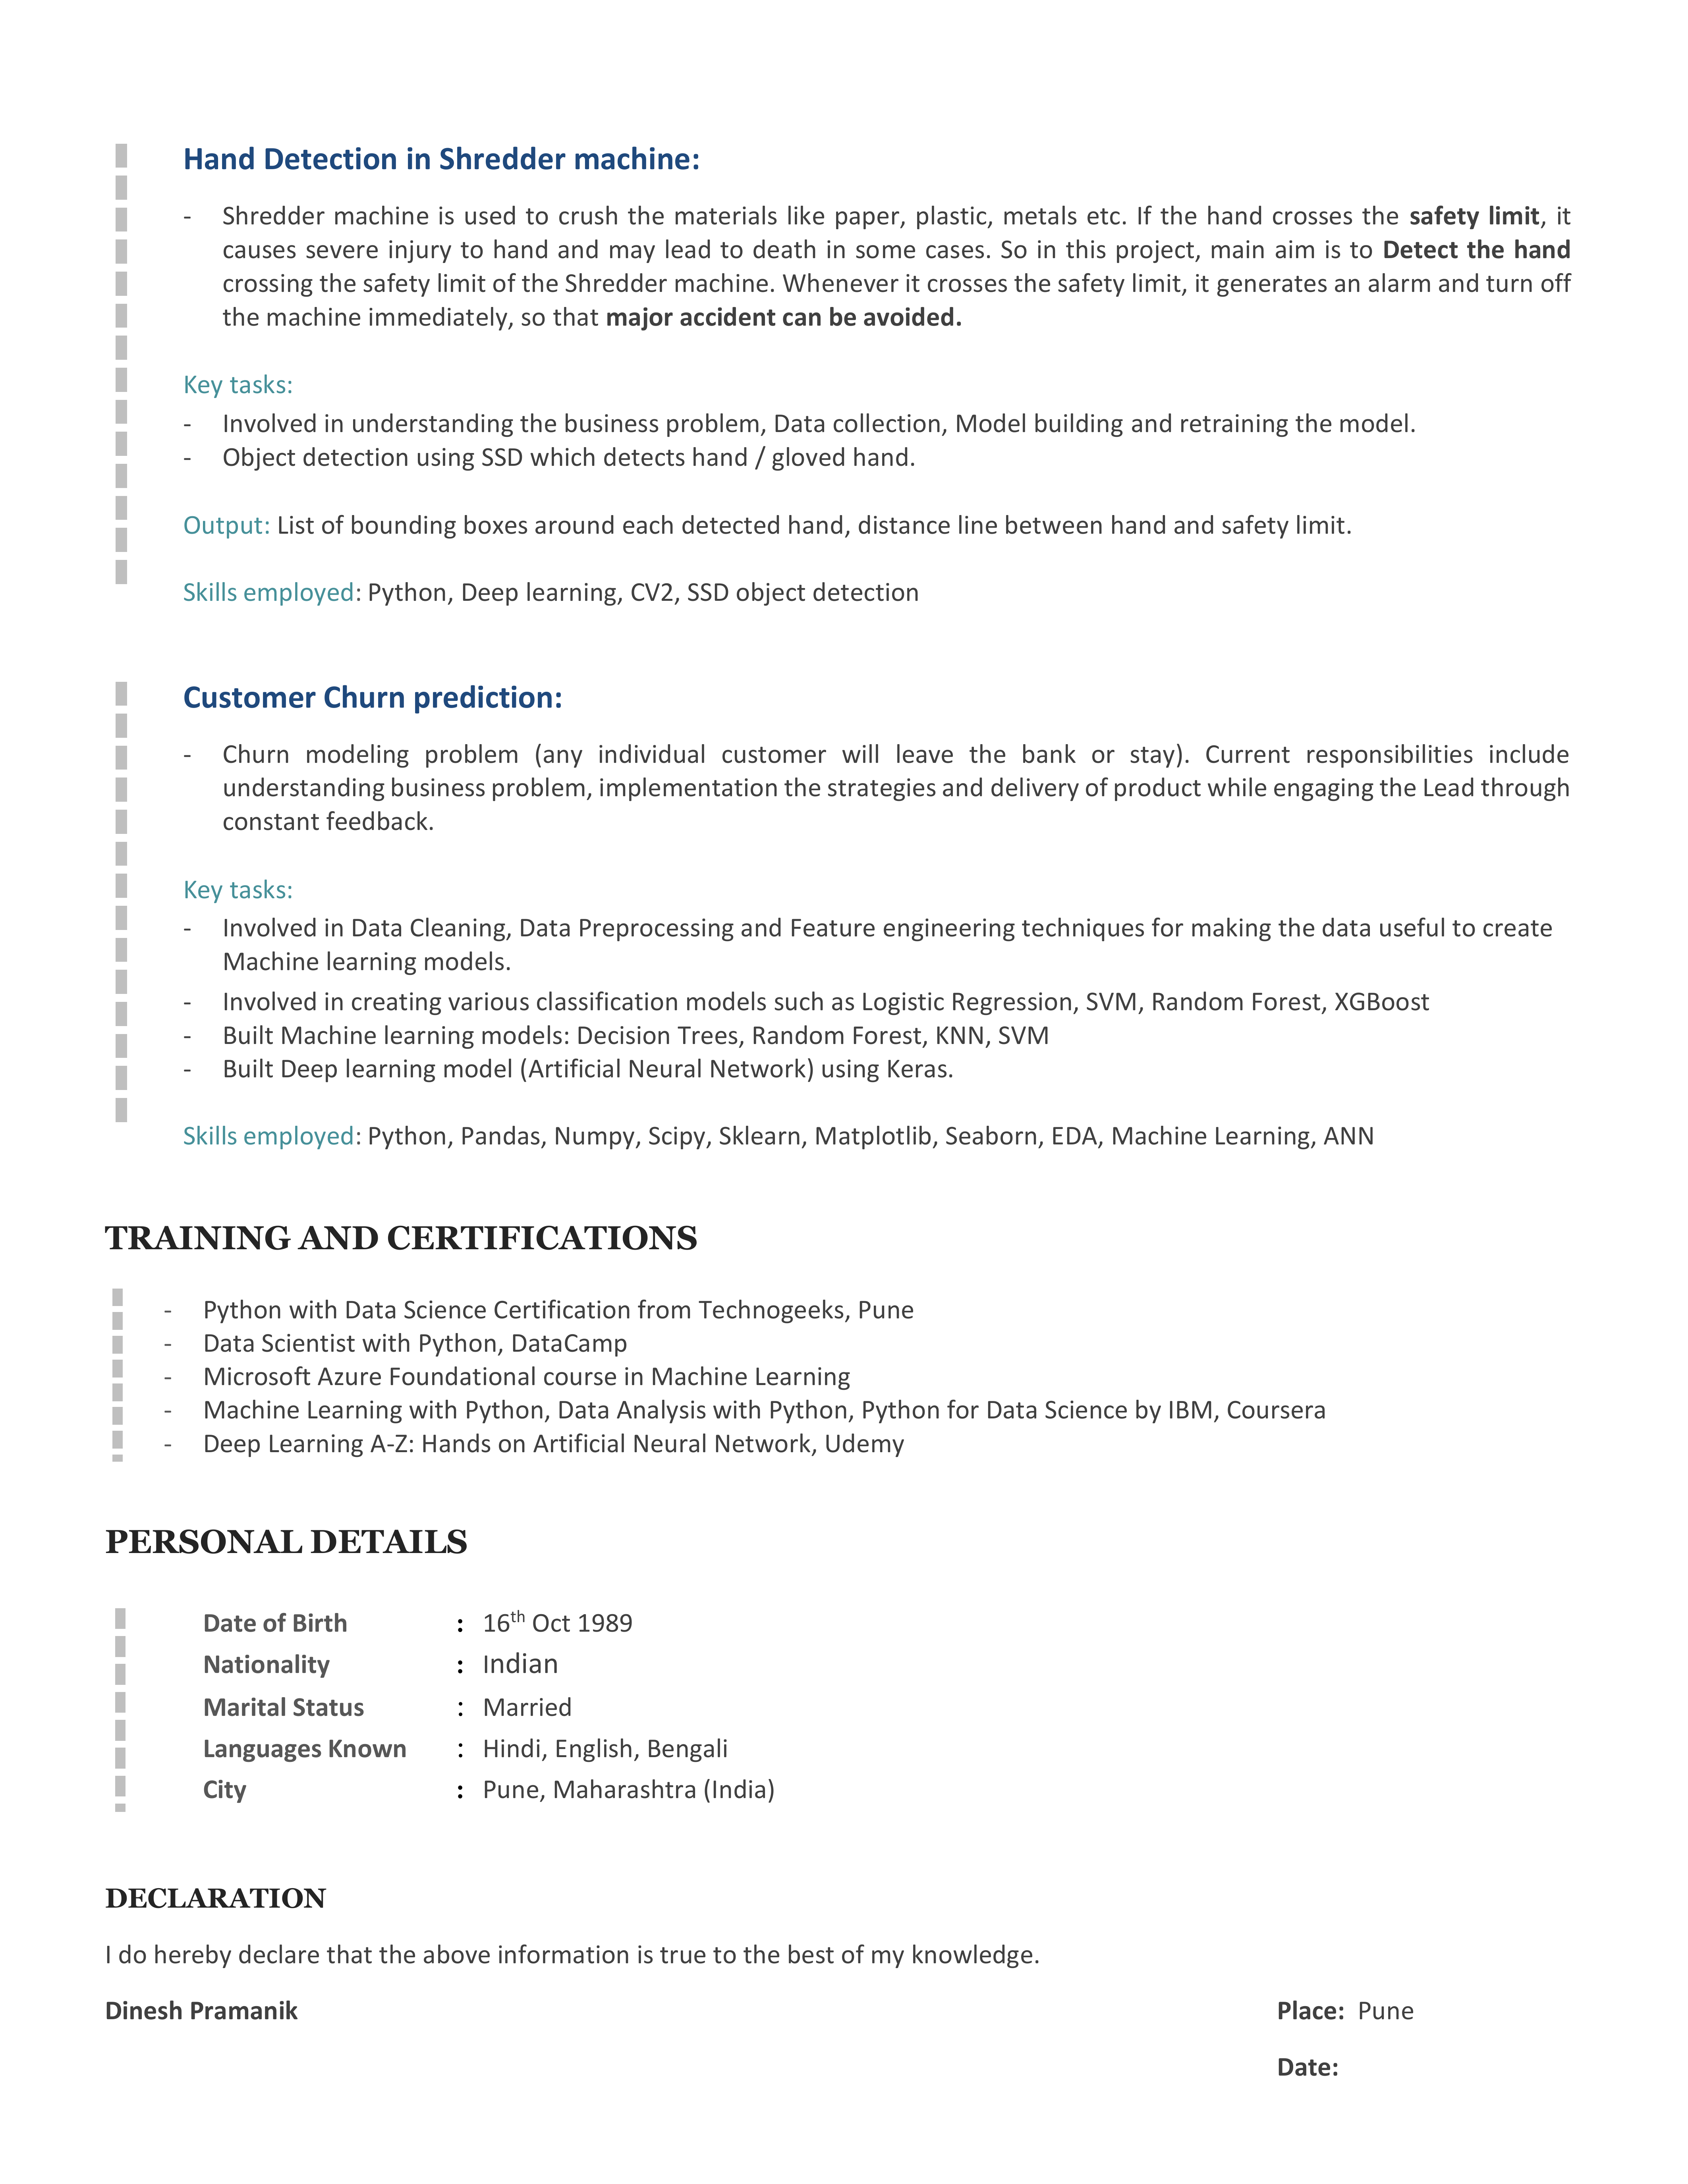 Hand Detection in Shredder machine:
- Shredder machine is used to crush the materials like paper, plastic, metals etc. If the hand crosses the safety limit, it
causes severe injury to hand and may lead to death in some cases. So in this project, main aim is to Detect the hand
crossing the safety limit of the Shredder machine. Whenever it crosses the safety limit, it generates an alarm and turn off
the machine immediately, so that major accident can be avoided.
Key tasks:
- Involved in understanding the business problem, Data collection, Model building and retraining the model.
- Object detection using SSD which detects hand / gloved hand.
Output: List of bounding boxes around each detected hand, distance line between hand and safety limit.
Skills employed: Python, Deep learning, CV2, SSD object detection
Customer Churn prediction:
- Churn modeling problem (any individual customer will leave the bank or stay). Current responsibilities include
understanding business problem, implementation the strategies and delivery of product while engaging the Lead through
constant feedback.
Key tasks:
- Involved in Data Cleaning, Data Preprocessing and Feature engineering techniques for making the data useful to create
Machine learning models.
- Involved in creating various classification models such as Logistic Regression, SVM, Random Forest, XGBoost
- Built Machine learning models: Decision Trees, Random Forest, KNN, SVM
- Built Deep learning model (Artificial Neural Network) using Keras.
Skills employed: Python, Pandas, Numpy, Scipy, Sklearn, Matplotlib, Seaborn, EDA, Machine Learning, ANN
TRAINING AND CERTIFICATIONS
- Python with Data Science Certification from Technogeeks, Pune
- Data Scientist with Python, DataCamp
- Microsoft Azure Foundational course in Machine Learning
- Machine Learning with Python, Data Analysis with Python, Python for Data Science by IBM, Coursera
- Deep Learning A-Z: Hands on Artificial Neural Network, Udemy
PERSONAL DETAILS
Date of Birth : 16th Oct 1989
Nationality : Indian
Marital Status : Married
Languages Known : Hindi, English, Bengali
City : Pune, Maharashtra (India)
DECLARATION
I do hereby declare that the above information is true to the best of my knowledge.
Dinesh Pramanik Place: Pune
Date: